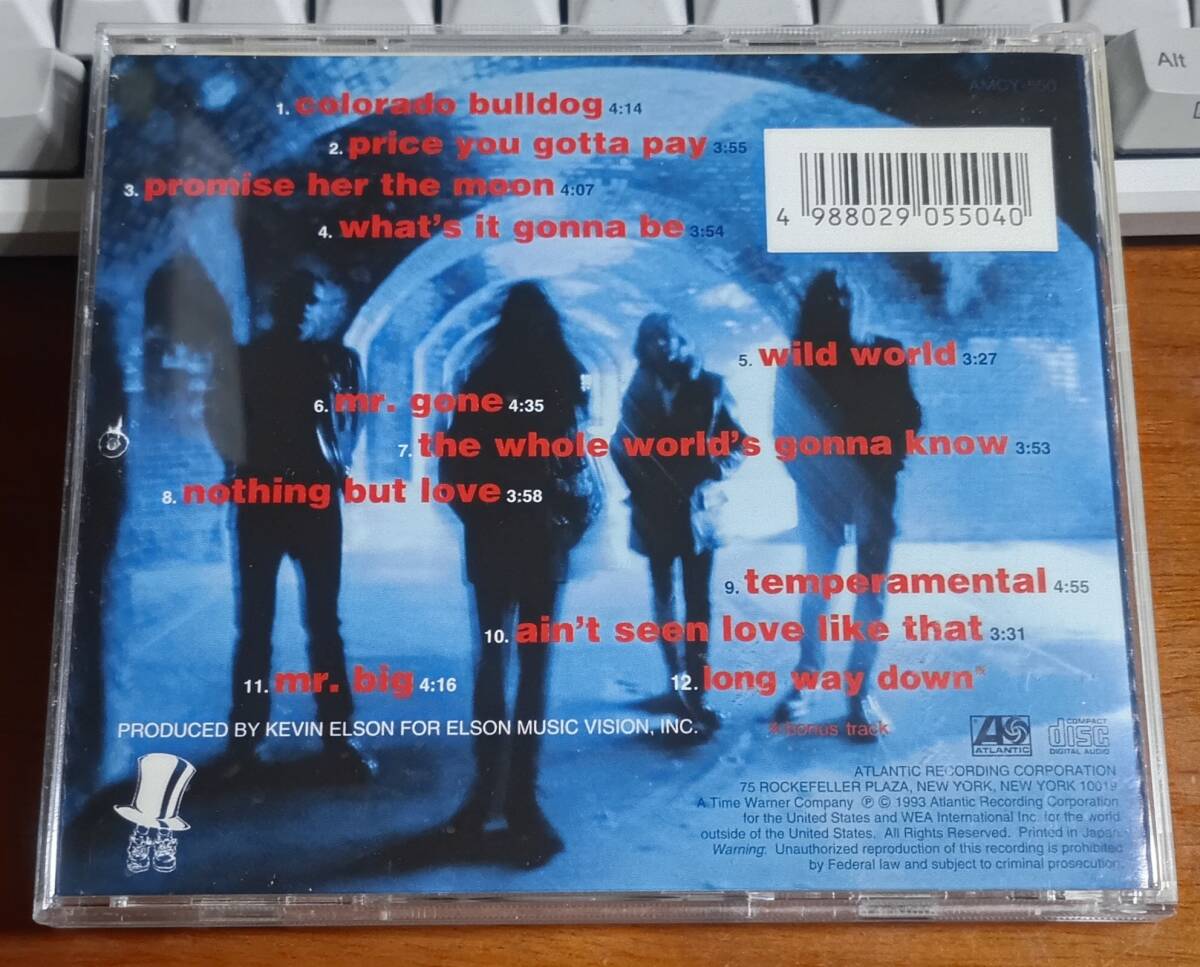 Alt
1. colorado bulldog 4:14
2. price you gotta pay 3:55
3. promise her the moon 4:07
4. what's it gonna be 3:54
4 988029 055040
5. wild world 3:27
6. mr. gone 4:35
7. the whole world's gonna know 3:53
8. nothing but love 3:58
9. temperamental 4:55
10. ain't seen love like that 3:31
11. mr. big 4:16
12. long way down*
PRODUCED BY KEVIN ELSON FOR ELSON MUSIC VISION, INC.
* bonus track
ATLANTIC
COMPACT
disc
DIGITAL AUDIO
ATLANTIC RECORDING CORPORATION
75 ROCKEFELLER PLAZA, NEW YORK, NEW YORK 10019
A Time Warner Company ℗ © 1993 Atlantic Recording Corporation
for the United States and WEA International Inc. for the world
outside of the United States. All Rights Reserved. Printed in Japan.
Warning: Unauthorized reproduction of this recording is prohibited
by Federal law and subject to criminal prosecution.